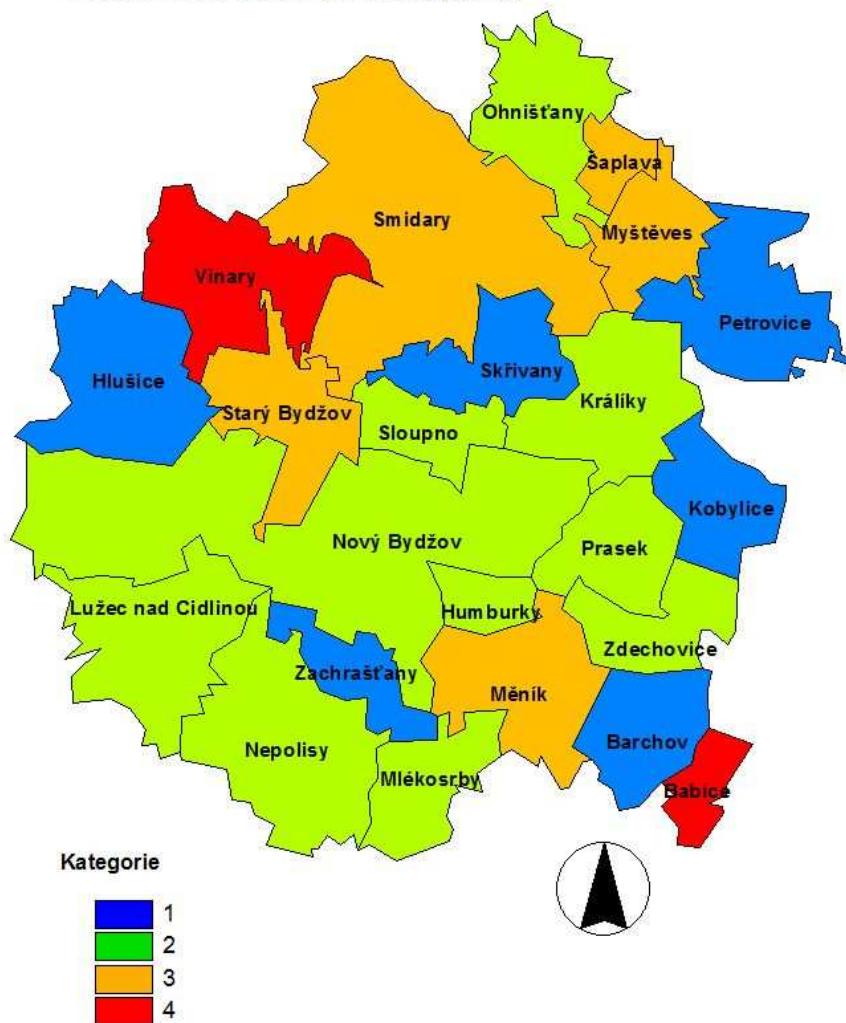 Ohnišťany
Šaplava
Smidary
Myštěves
Vinary
Petrovice
Skřivany
Hlušice
Králíky
Starý Bydžov
Sloupno
Kobylice
Nový Bydžov
Prasek
Lužec nad Cidlinou
Humburky
Zdechovice
Zachrašťany
Měník
Barchov
Nepolisy
Mlékosrby
Babice
Kategorie
1
2
3
4